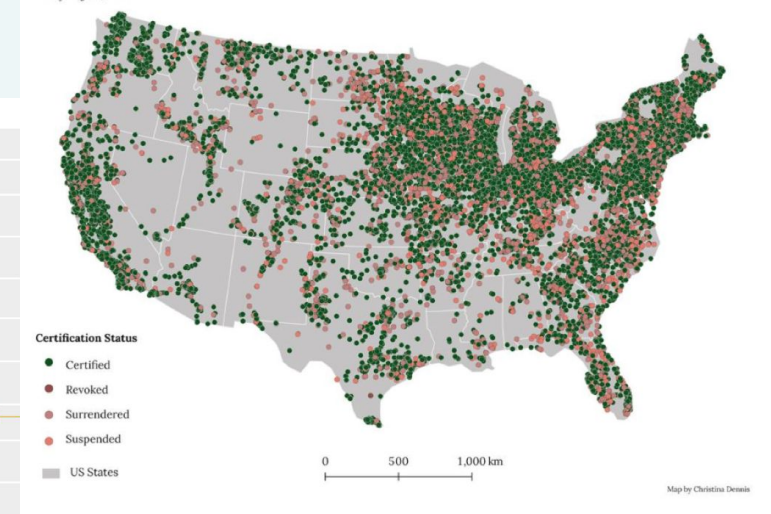 Certification Status
Certified
Revoked
Surrendered
Suspended
US States
0 500 1,000 km
Map by Christina Dennis